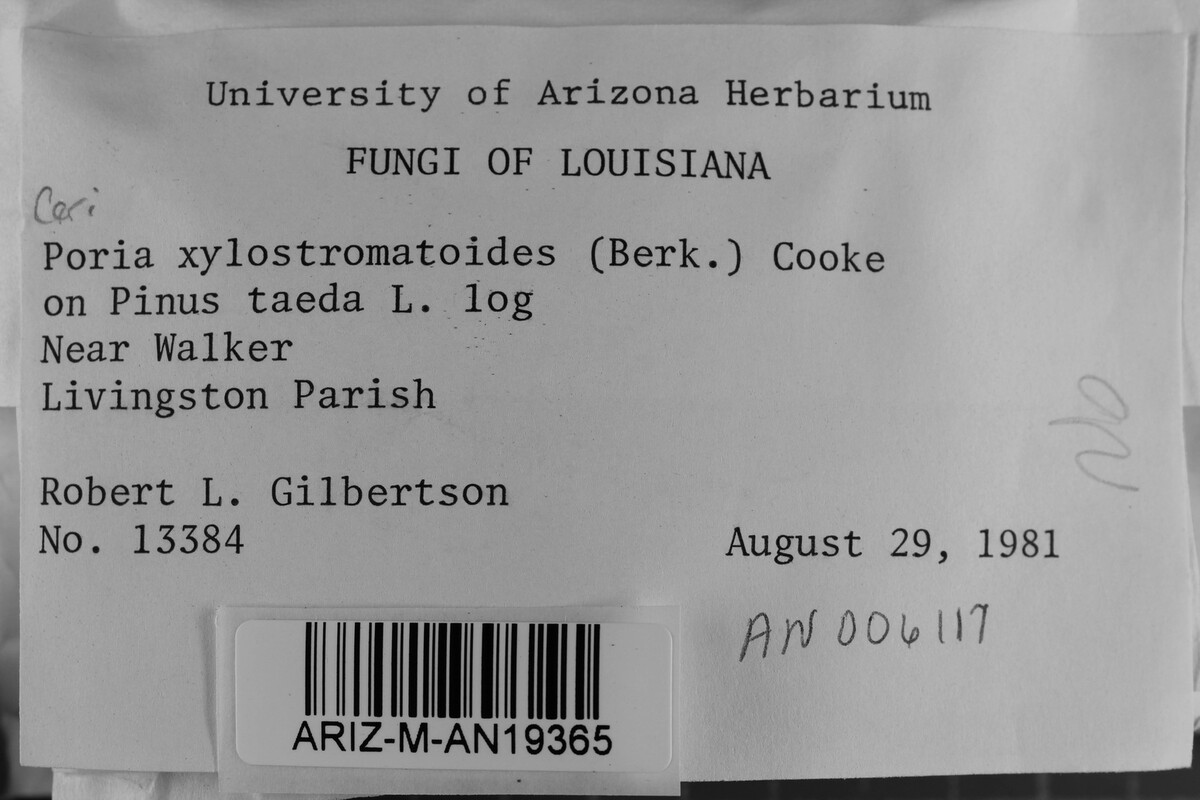 University of Arizona Herbarium
FUNGI OF LOUISIANA
Ceri
Poria xylostromatoides (Berk.) Cooke
on Pinus taeda L. log
Near Walker
Livingston Parish
Robert L. Gilbertson
No. 13384
August 29, 1981
AN 006117
ARIZ-M-AN19365